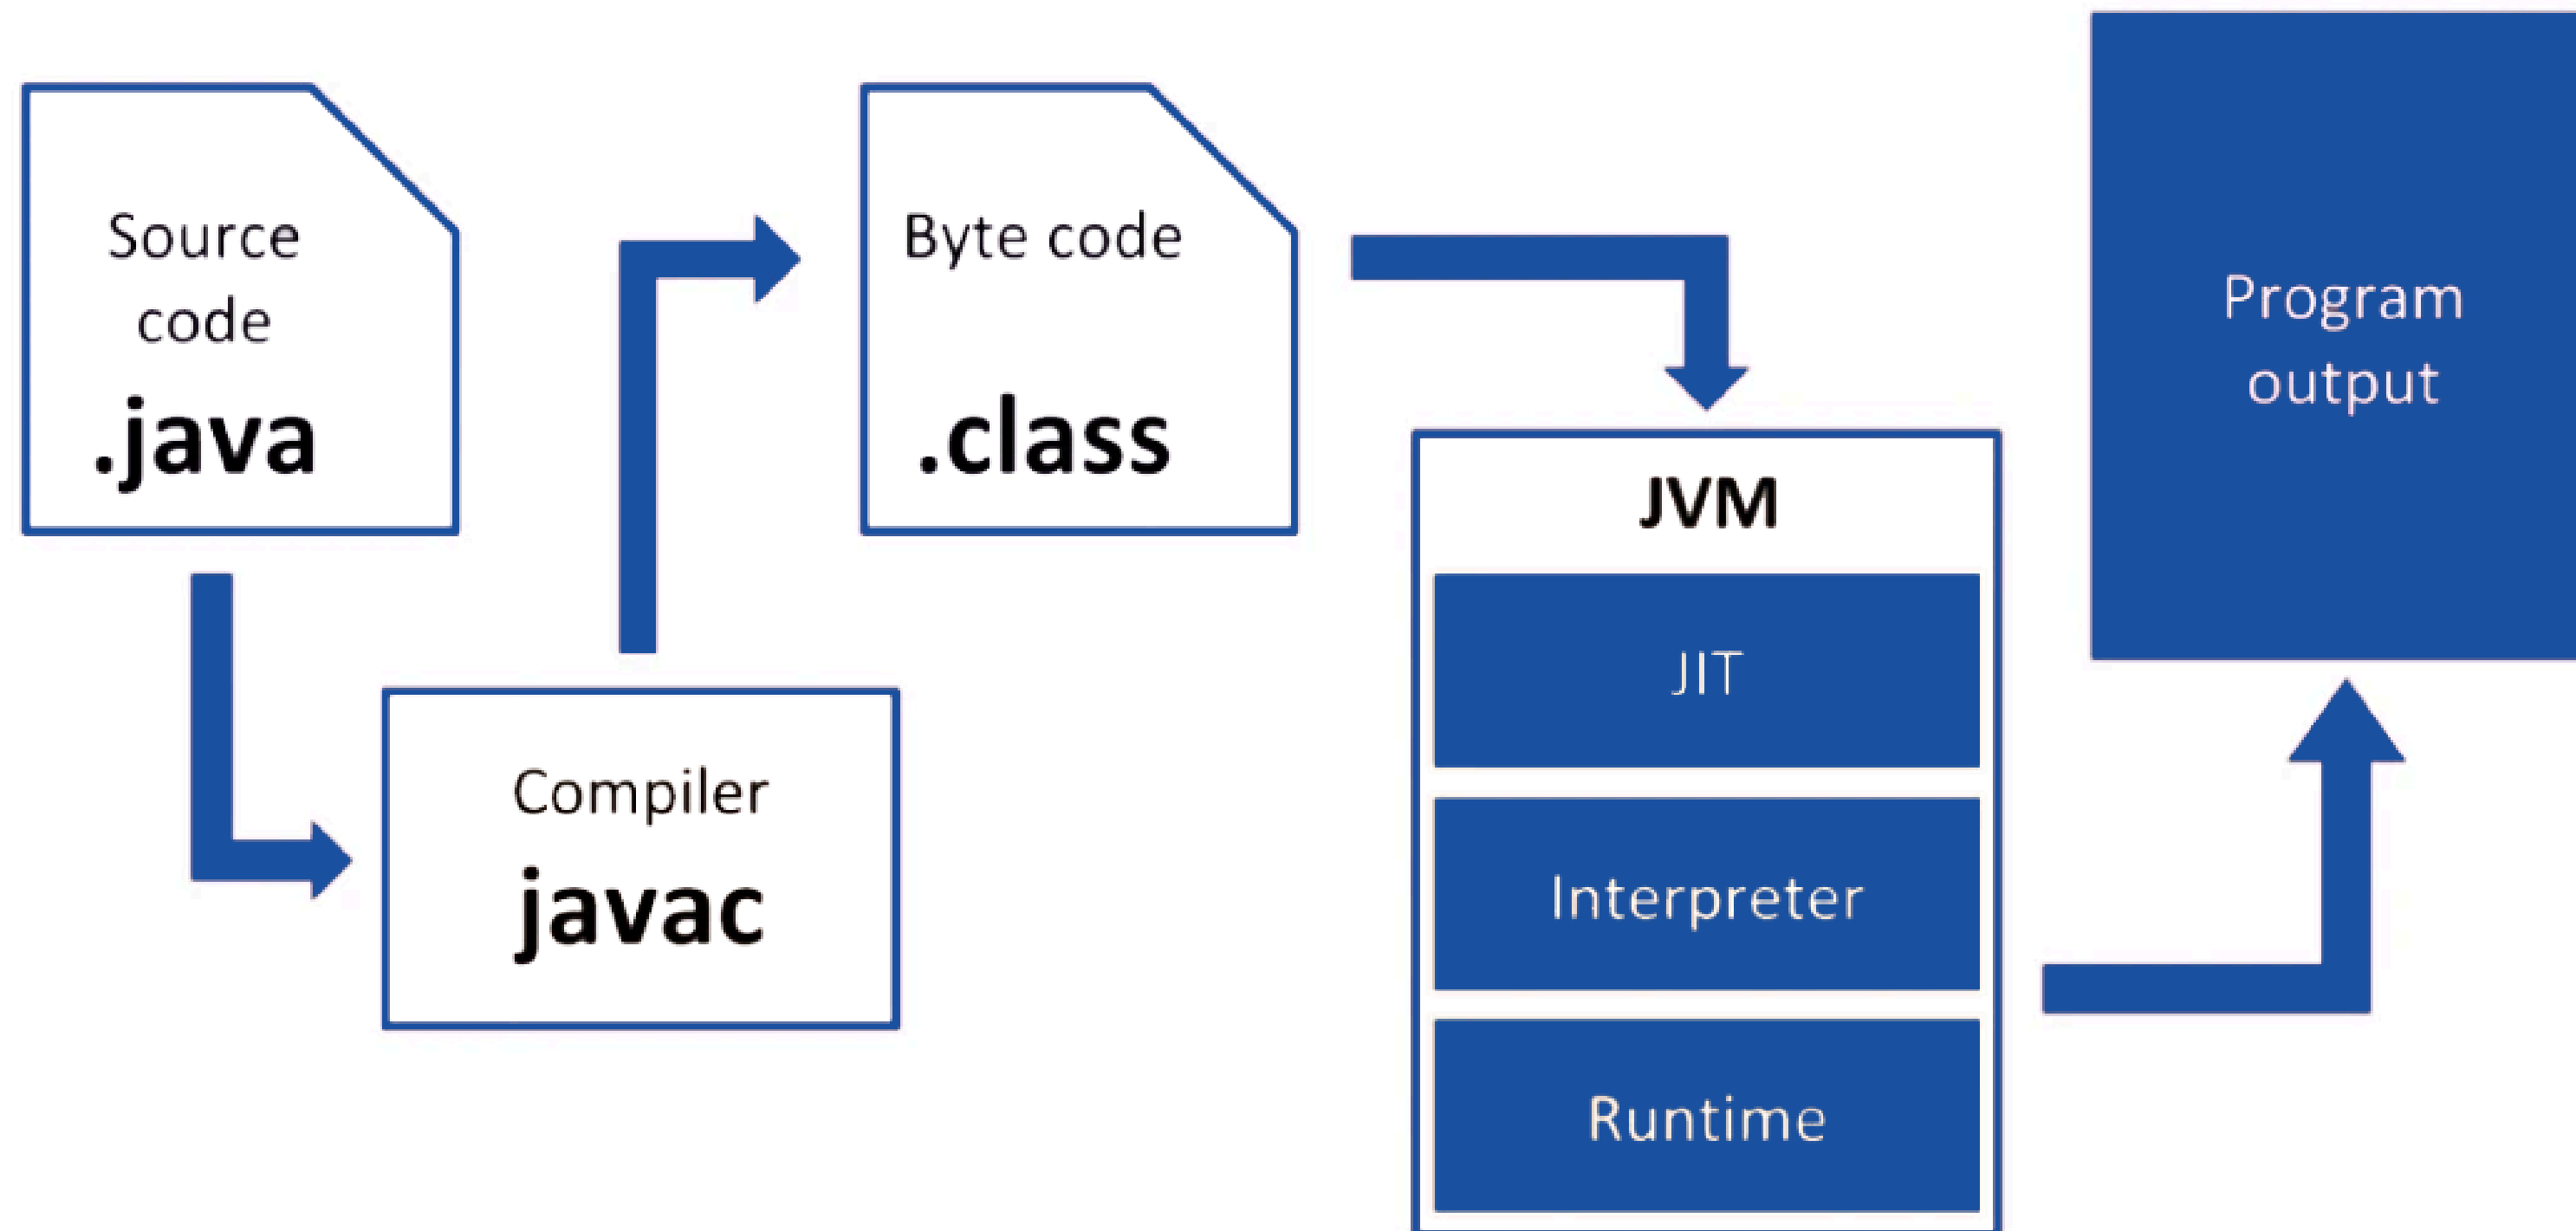 Source
code
.java
Compiler
javac
Byte code
.class
JVM
JIT
Interpreter
Runtime
Program
output